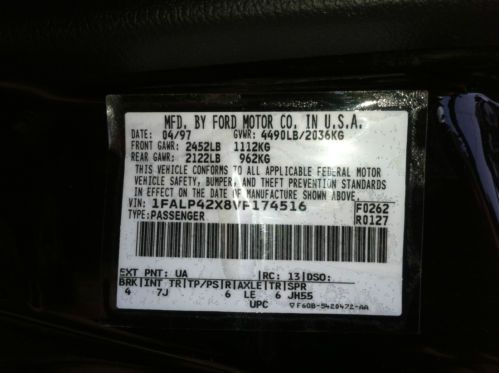 MFD. BY FORD MOTOR CO. IN U.S.A.
DATE: 04/97 GVWR: 4490LB/2036KG
FRONT GAWR: 2452LB 1112KG
REAR GAWR: 2122LB 962KG
THIS VEHICLE CONFORMS TO ALL APPLICABLE FEDERAL MOTOR
VEHICLE SAFETY, BUMPER, AND THEFT PREVENTION STANDARDS
IN EFFECT ON THE DATE OF MANUFACTURE SHOWN ABOVE.
VIN: 1FALP42X8VF174516 F0262
TYPE: PASSENGER R0127
EXT PNT: UA RC: 13 DSO:
BRK INT TR TP/PS R AXLE TR SPR
4 7J 6 LE 6 JH55
UPC ▽F60B-5420472-AA